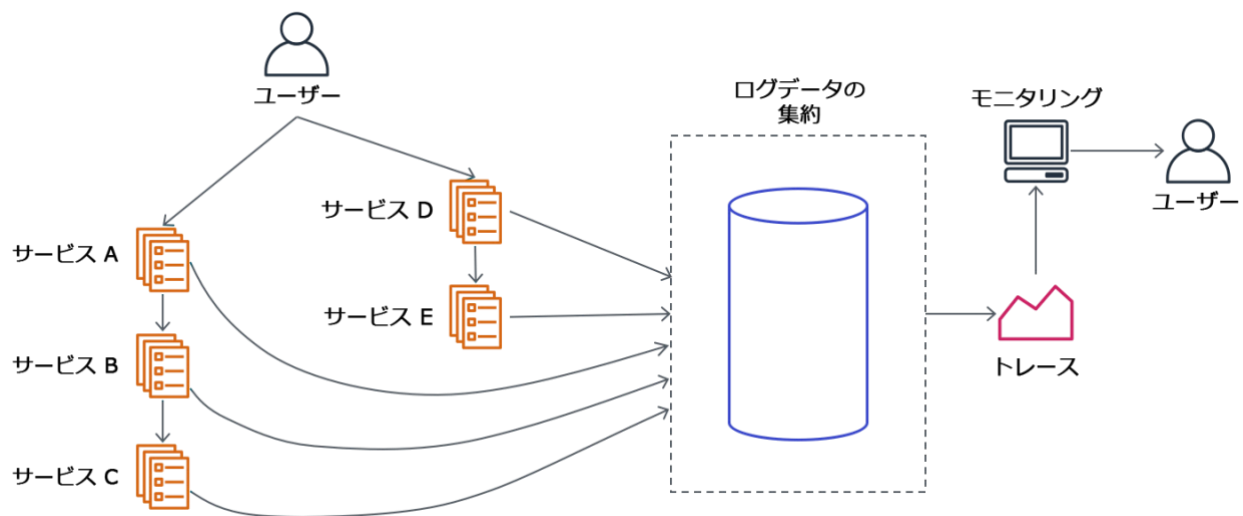 ユーザー
ログデータの
集約
モニタリング
ユーザー
サービス D
サービス A
サービス E
サービス B
トレース
サービス C